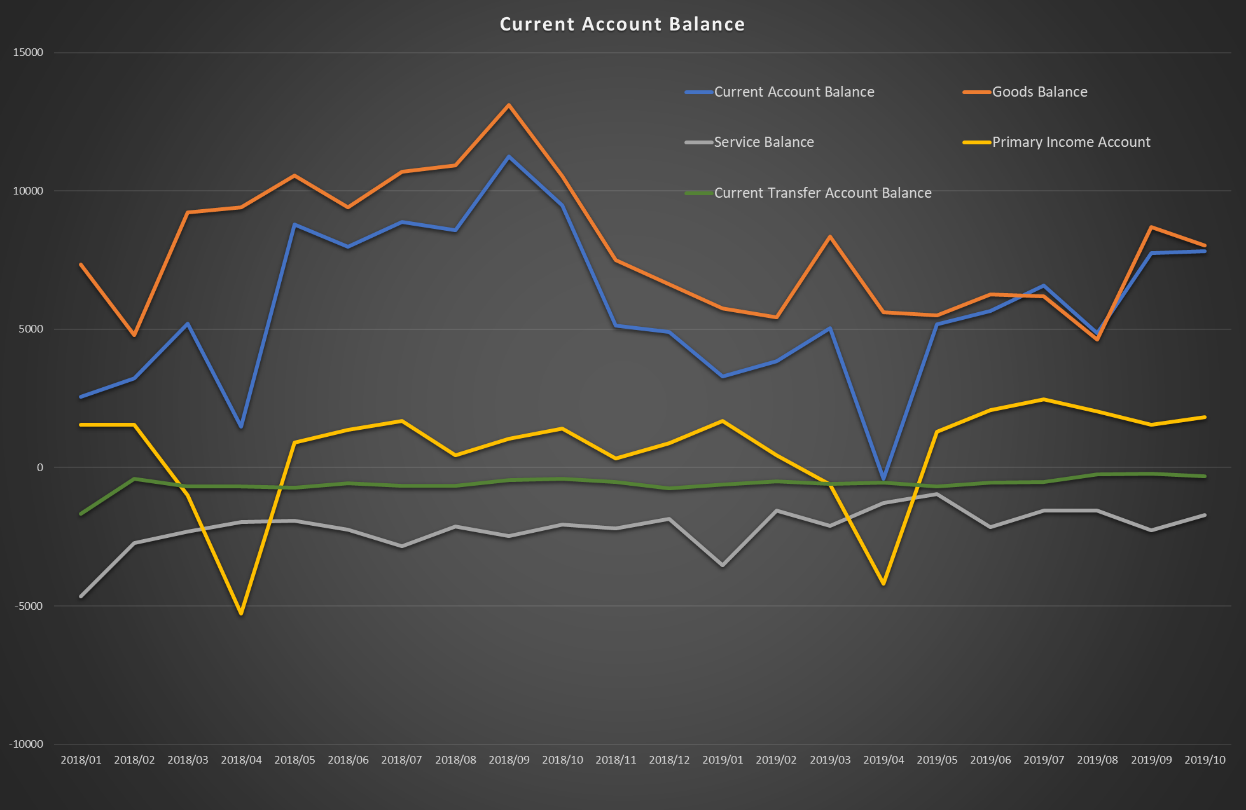 Current Account Balance
15000
Current Account Balance Goods Balance
Service Balance Primary Income Account
10000
Current Transfer Account Balance
5000
0
-5000
-10000
2018/01 2018/02 2018/03 2018/04 2018/05 2018/06 2018/07 2018/08 2018/09 2018/10 2018/11 2018/12 2019/01 2019/02 2019/03 2019/04 2019/05 2019/06 2019/07 2019/08 2019/09 2019/10